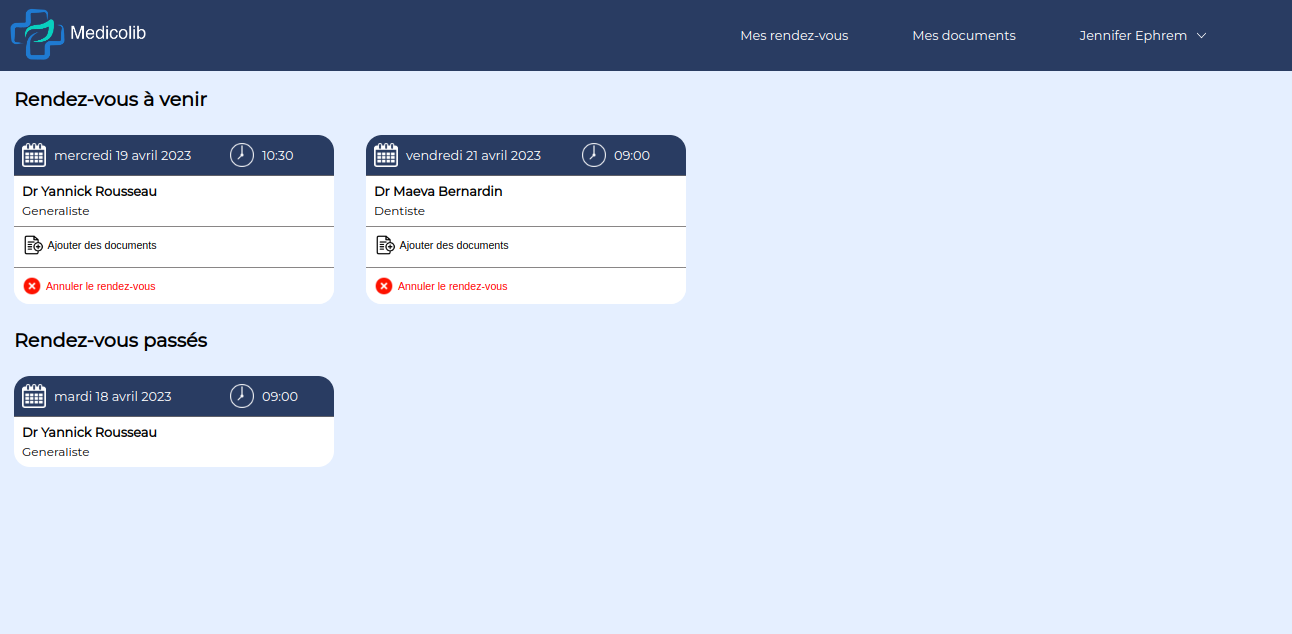 Medicolib
Mes rendez-vous Mes documents Jennifer Ephrem
Rendez-vous à venir
mercredi 19 avril 2023 10:30
Dr Yannick Rousseau
Generaliste
Ajouter des documents
Annuler le rendez-vous
vendredi 21 avril 2023 09:00
Dr Maeva Bernardin
Dentiste
Ajouter des documents
Annuler le rendez-vous
Rendez-vous passés
mardi 18 avril 2023 09:00
Dr Yannick Rousseau
Generaliste